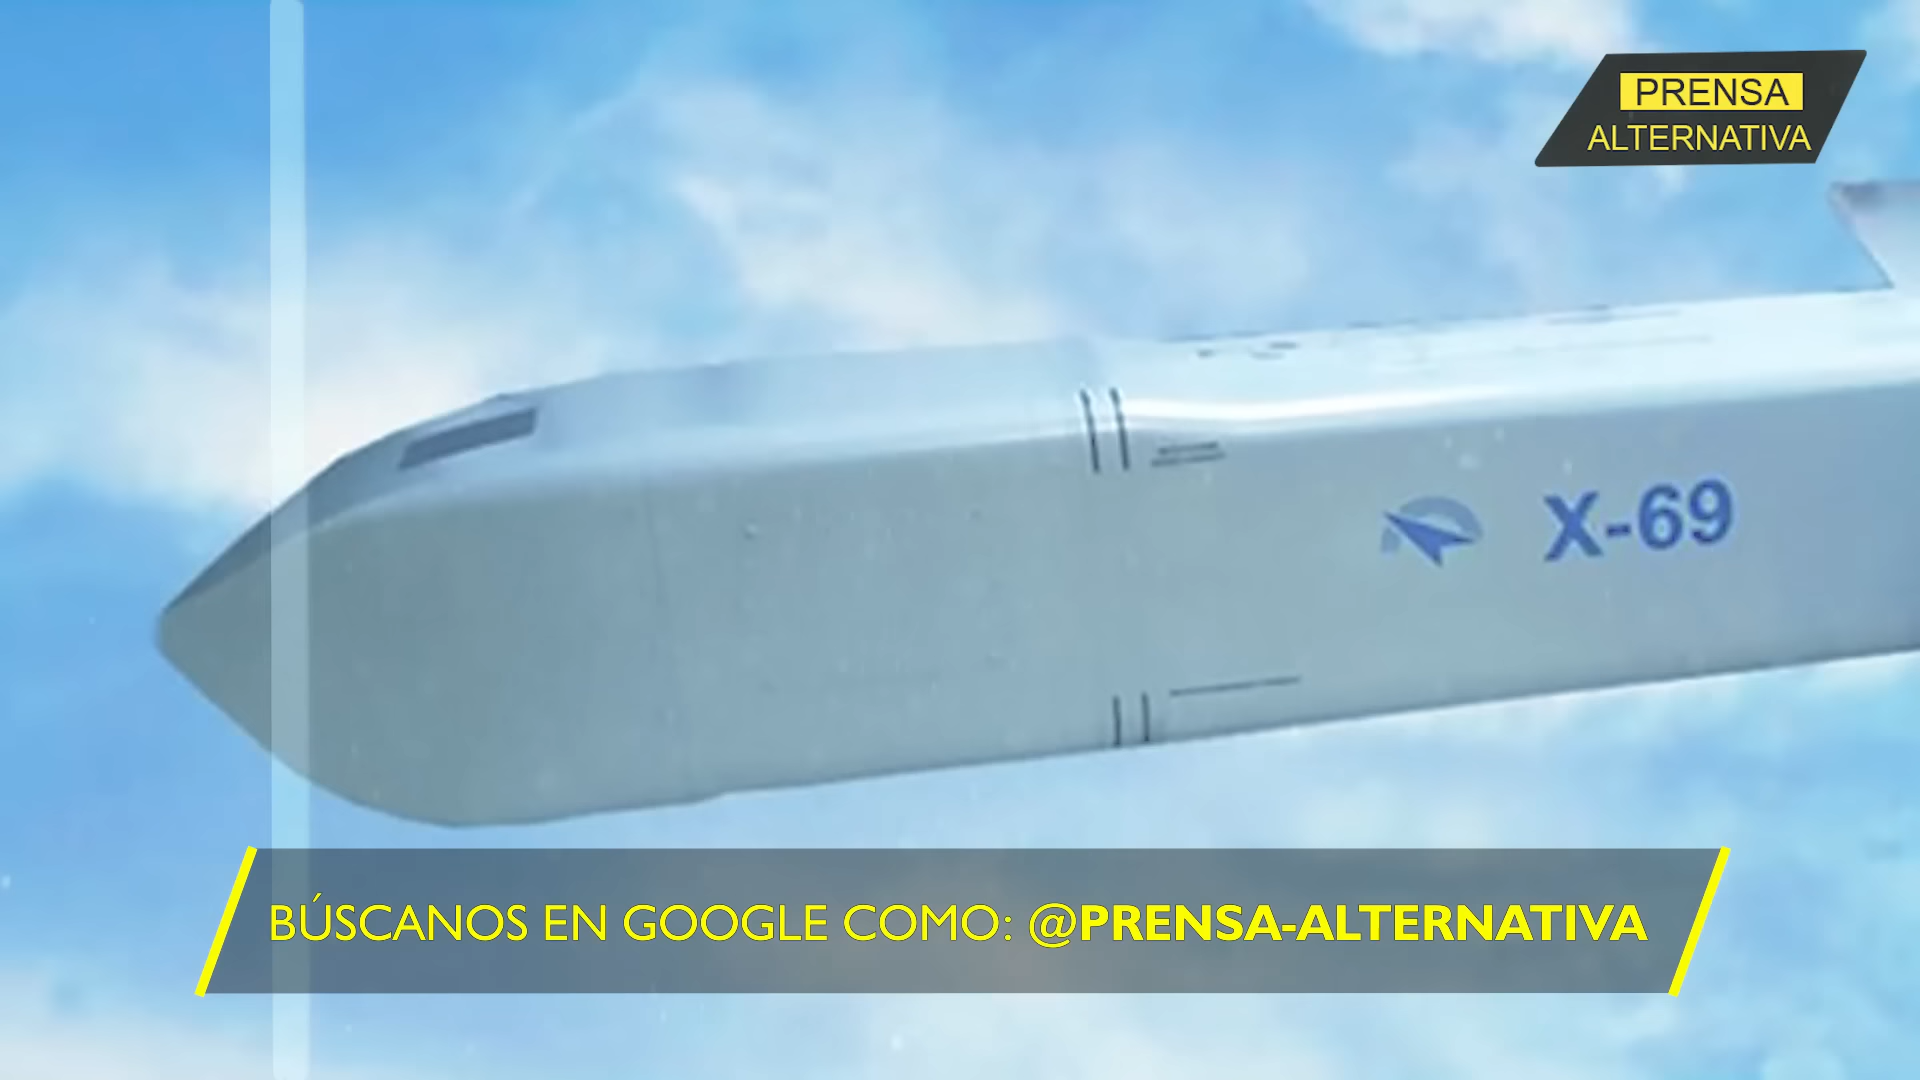 PRENSA
ALTERNATIVA
X-69
BÚSCANOS EN GOOGLE COMO: @PRENSA-ALTERNATIVA